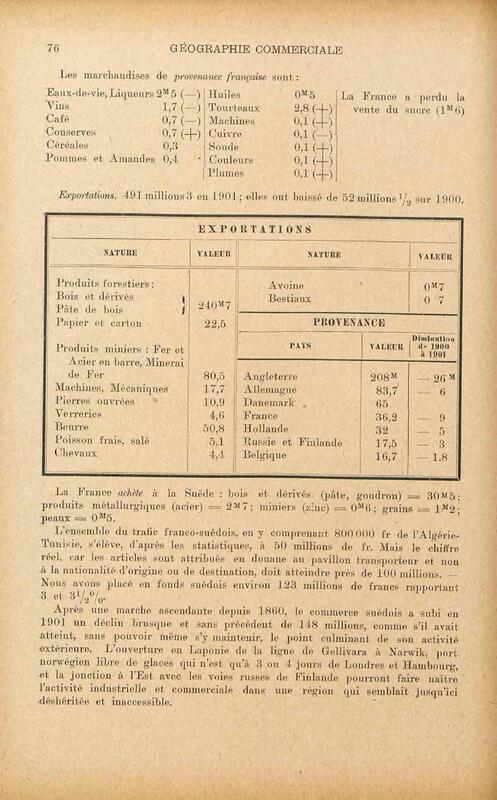 76 GÉOGRAPHIE COMMERCIALE
Les marchandises de provenance française sont :
Eaux-de-vie, Liqueurs 2ᴹ5 (—)
Vins 1,7 (—)
Café 0,7 (—)
Conserves 0,7 (+)
Céréales 0,3
Pommes et Amandes 0,4
Huiles 0ᴹ5
Tourteaux 2,8 (+)
Machines 0,1 (+)
Cuivre 0,1 (—)
Soude 0,1 (+)
Couleurs 0,1 (+)
Plumes 0,1 (+)
La France a perdu la
vente du sucre (1ᴹ6)
Exportations. 491 millions 3 en 1901 ; elles ont baissé de 52 millions 1/2 sur 1900.
EXPORTATIONS
NATURE VALEUR
Produits forestiers :
Bois et dérivés
Pâte de bois } 240ᴹ7
Papier et carton 22,5
Produits miniers : Fer et
Acier en barre, Minerai
de Fer 80,5
Machines, Mécaniques 17,7
Pierres ouvrées 10,9
Verreries 4,6
Beurre 50,8
Poisson frais, salé 5,1
Chevaux 4,4
NATURE VALEUR
Avoine 0ᴹ7
Bestiaux 0 7
PROVENANCE
PAYS VALEUR Diminution de 1900 à 1901
Angleterre 208ᴹ — 26ᴹ
Allemagne 83,7 — 6
Danemark 65
France 36,2 9
Hollande 32 — 5
Russie et Finlande 17,5 — 3
Belgique 16,7 — 1.8
La France achète à la Suède : bois et dérivés (pâte, goudron) = 30ᴹ5 ;
produits métallurgiques (acier) = 2ᴹ7 ; miniers (zinc) = 0ᴹ6 ; grains = 1ᴹ2 ;
peaux = 0ᴹ5.
L'ensemble du trafic franco-suédois, en y comprenant 800 000 fr de l'Algérie-
Tunisie, s'élève, d'après les statistiques, à 50 millions de fr. Mais le chiffre
réel, car les articles sont attribués en douane au pavillon transporteur et non
à la nationalité d'origine ou de destination, doit atteindre près de 100 millions. —
Nous avons placé en fonds suédois environ 123 millions de francs rapportant
3 et 3 1/2 %.
Après une marche ascendante depuis 1860, le commerce suédois a subi en
1901 un déclin brusque et sans précédent de 148 millions, comme s'il avait
atteint, sans pouvoir même s'y maintenir, le point culminant de son activité
extérieure. L'ouverture en Laponie de la ligne de Gellivara à Narwik, port
norwégien libre de glaces qui n'est qu'à 3 ou 4 jours de Londres et Hambourg,
et la jonction à l'Est avec les voies russes de Finlande pourront faire naître
l'activité industrielle et commerciale dans une région qui semblait jusqu'ici
déshéritée et inaccessible.